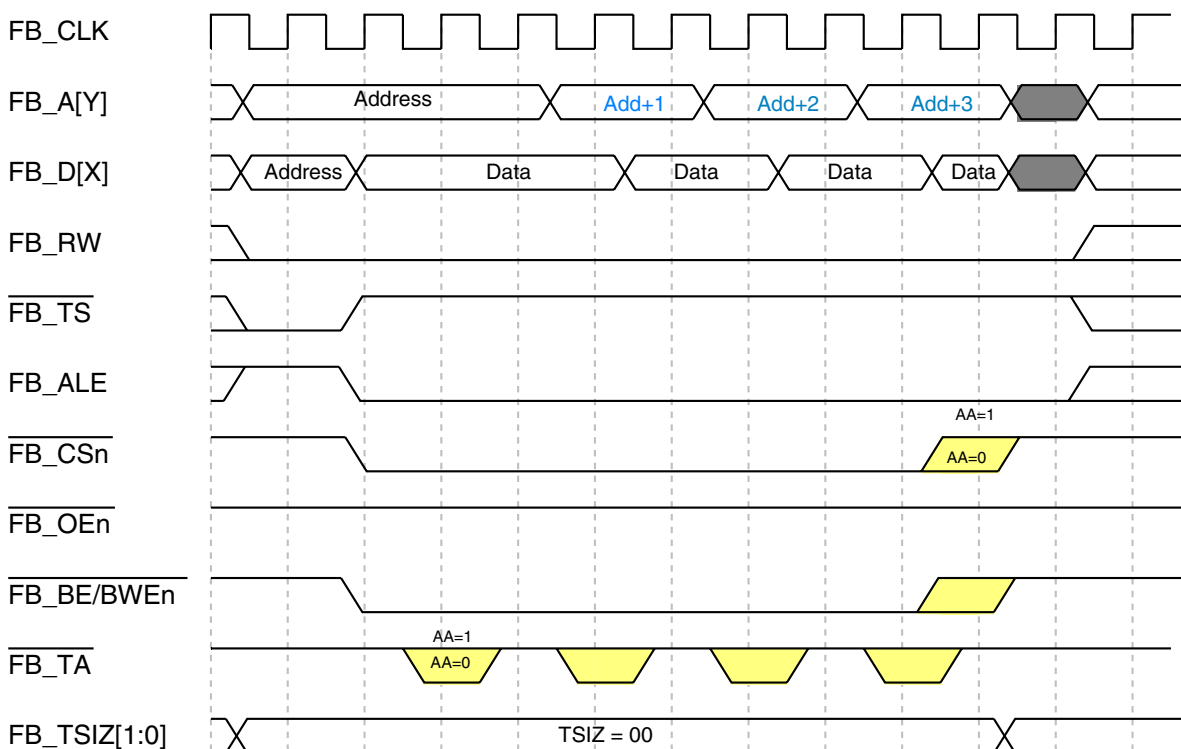 FB_CLK
FB_A[Y] Address Add+1 Add+2 Add+3
FB_D[X] Address Data Data Data Data
FB_RW
FB_TS
FB_ALE
AA=1
FB_CSn AA=0
FB_OEn
FB_BE/BWEn
AA=1
FB_TA AA=0
FB_TSIZ[1:0] TSIZ = 00